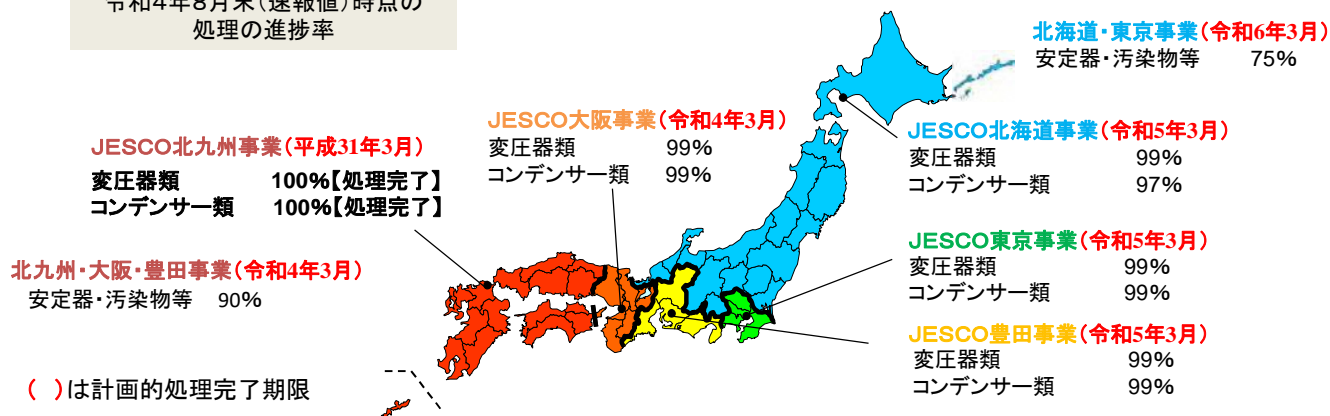 令和4年8月末(速報値)時点の
処理の進捗率
北海道・東京事業(令和6年3月)
安定器・汚染物等 75%
JESCO大阪事業(令和4年3月)
変圧器類 99%
コンデンサー類 99%
JESCO北海道事業(令和5年3月)
変圧器類 99%
コンデンサー類 97%
JESCO北九州事業(平成31年3月)
変圧器類 100%【処理完了】
コンデンサー類 100%【処理完了】
JESCO東京事業(令和5年3月)
変圧器類 99%
コンデンサー類 99%
北九州・大阪・豊田事業(令和4年3月)
安定器・汚染物等 90%
JESCO豊田事業(令和5年3月)
変圧器類 99%
コンデンサー類 99%
( )は計画的処理完了期限